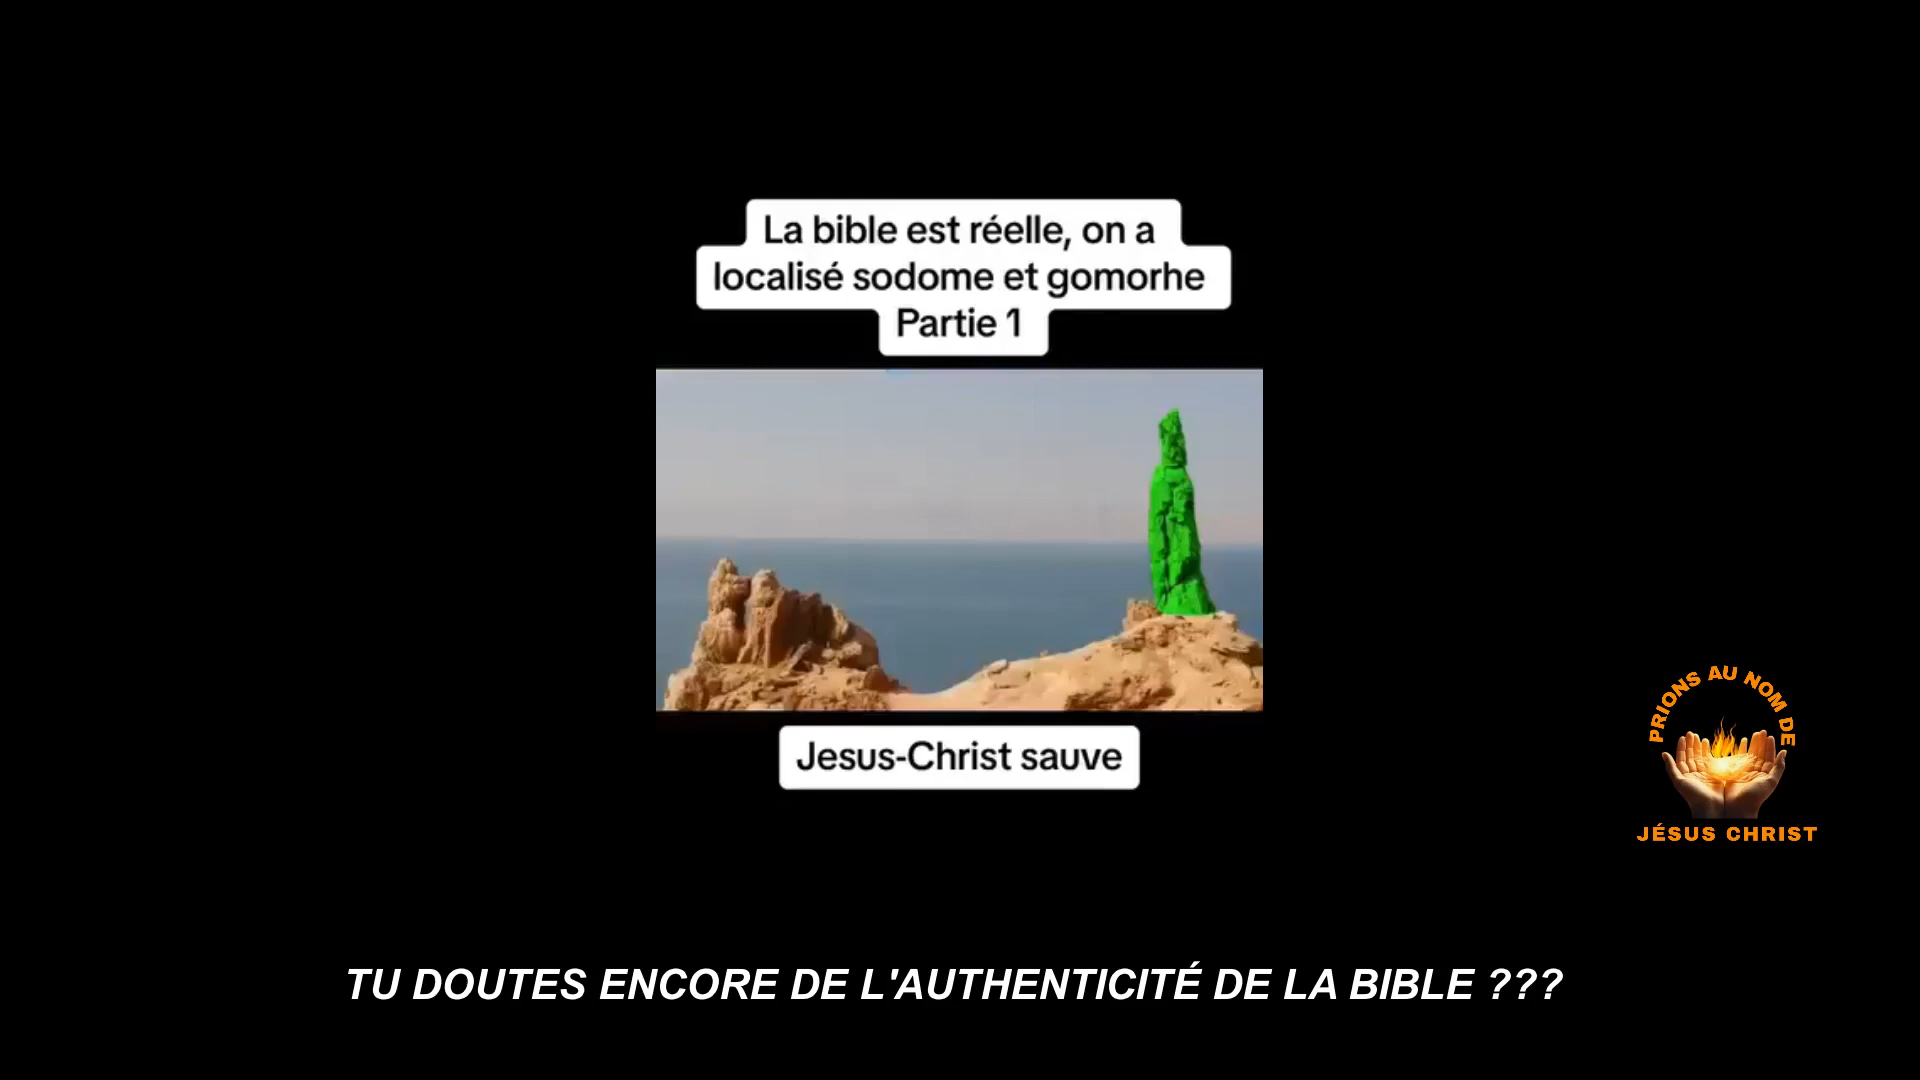 La bible est réelle, on a
localisé sodome et gomorhe
Partie 1
Jesus-Christ sauve
PRIONS AU NOM DE
JÉSUS CHRIST
TU DOUTES ENCORE DE L'AUTHENTICITÉ DE LA BIBLE ???